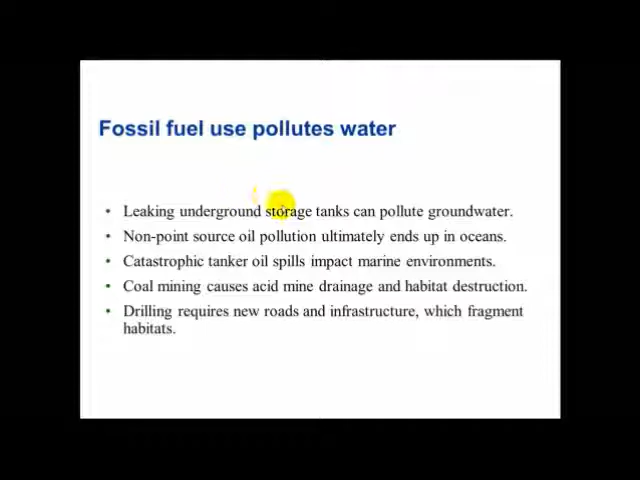 Fossil fuel use pollutes water
• Leaking underground storage tanks can pollute groundwater.
• Non-point source oil pollution ultimately ends up in oceans.
• Catastrophic tanker oil spills impact marine environments.
• Coal mining causes acid mine drainage and habitat destruction.
• Drilling requires new roads and infrastructure, which fragment
habitats.